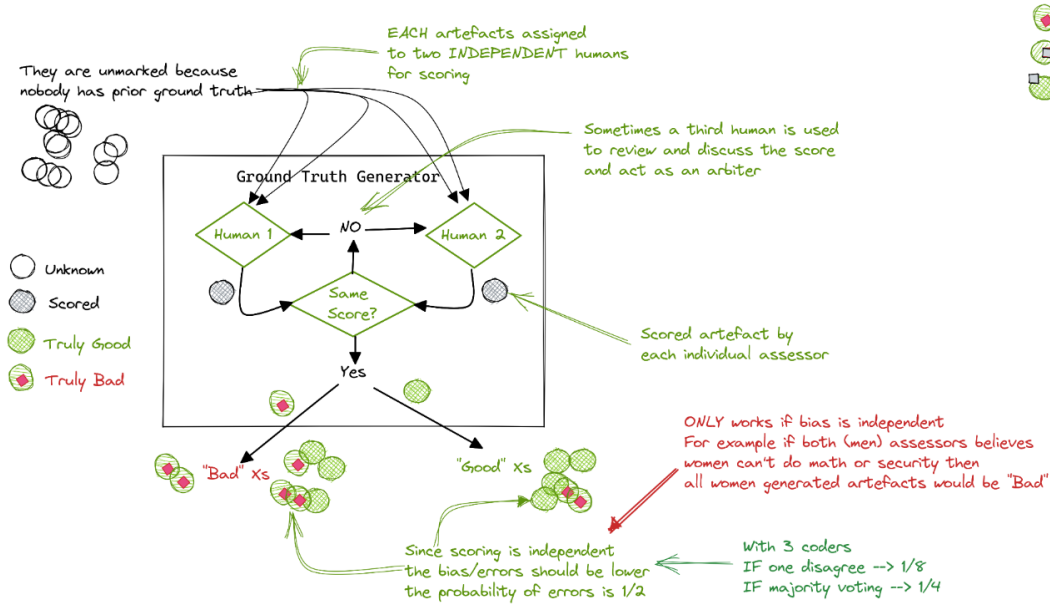 EACH artefacts assigned
to two INDEPENDENT humans
for scoring
They are unmarked because
nobody has prior ground truth
Sometimes a third human is used
to review and discuss the score
and act as an arbiter
Ground Truth Generator
Human 1
NO
Human 2
Unknown
Scored
Truly Good
Truly Bad
Same
Score?
Scored artefact by
each individual assessor
Yes
"Bad" Xs
"Good" Xs
ONLY works if bias is independent
For example if both (men) assessors believes
women can't do math or security then
all women generated artefacts would be "Bad"
Since scoring is independent
the bias/errors should be lower
the probability of errors is 1/2
With 3 coders
IF one disagree --> 1/8
IF majority voting --> 1/4